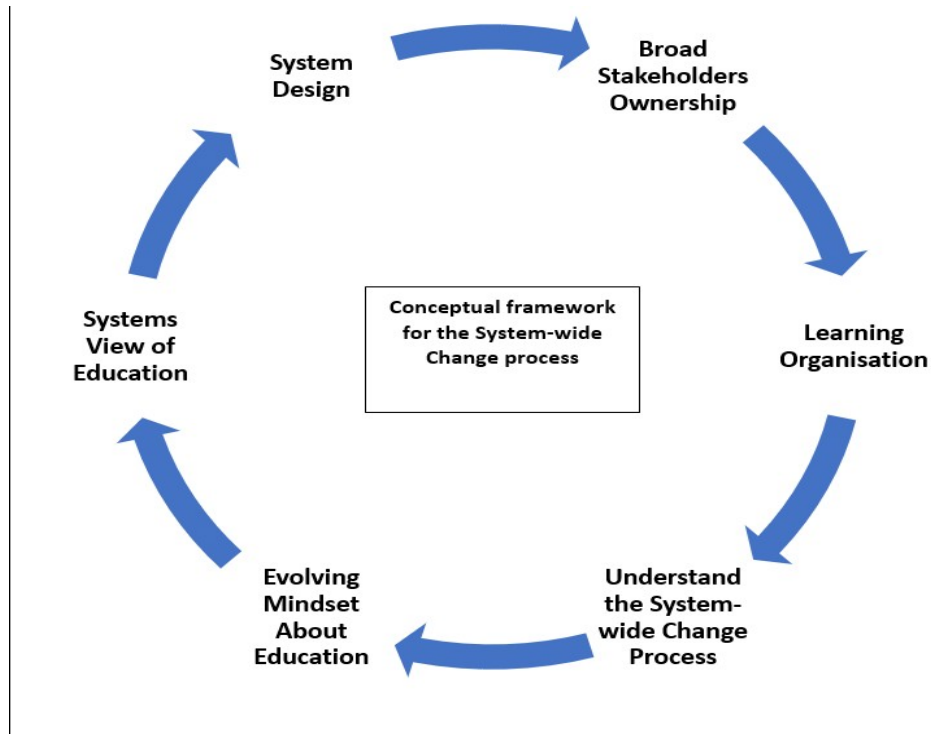 System
Design
Broad
Stakeholders
Ownership
Learning
Organisation
Understand
the System-
wide Change
Process
Evolving
Mindset
About
Education
Systems
View of
Education
Conceptual framework
for the System-wide
Change process